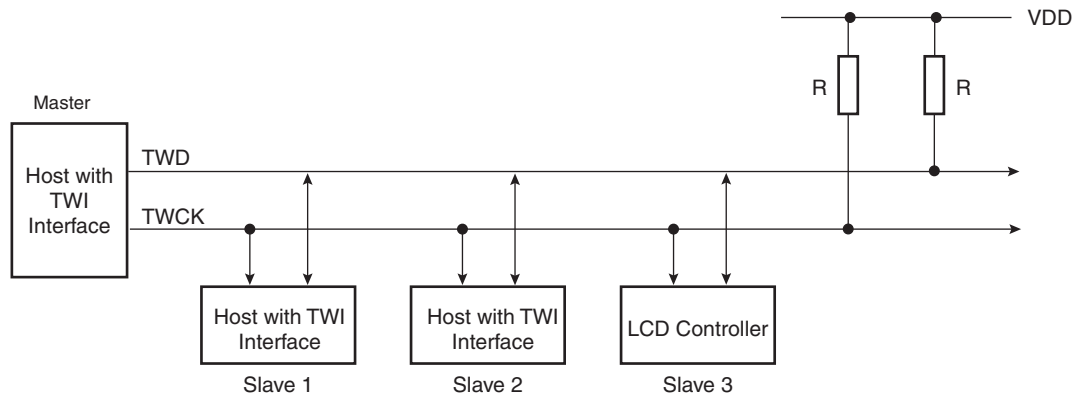 VDD
R
R
Master
Host with
TWI
Interface
TWD
TWCK
Host with TWI
Interface
Slave 1
Host with TWI
Interface
Slave 2
LCD Controller
Slave 3